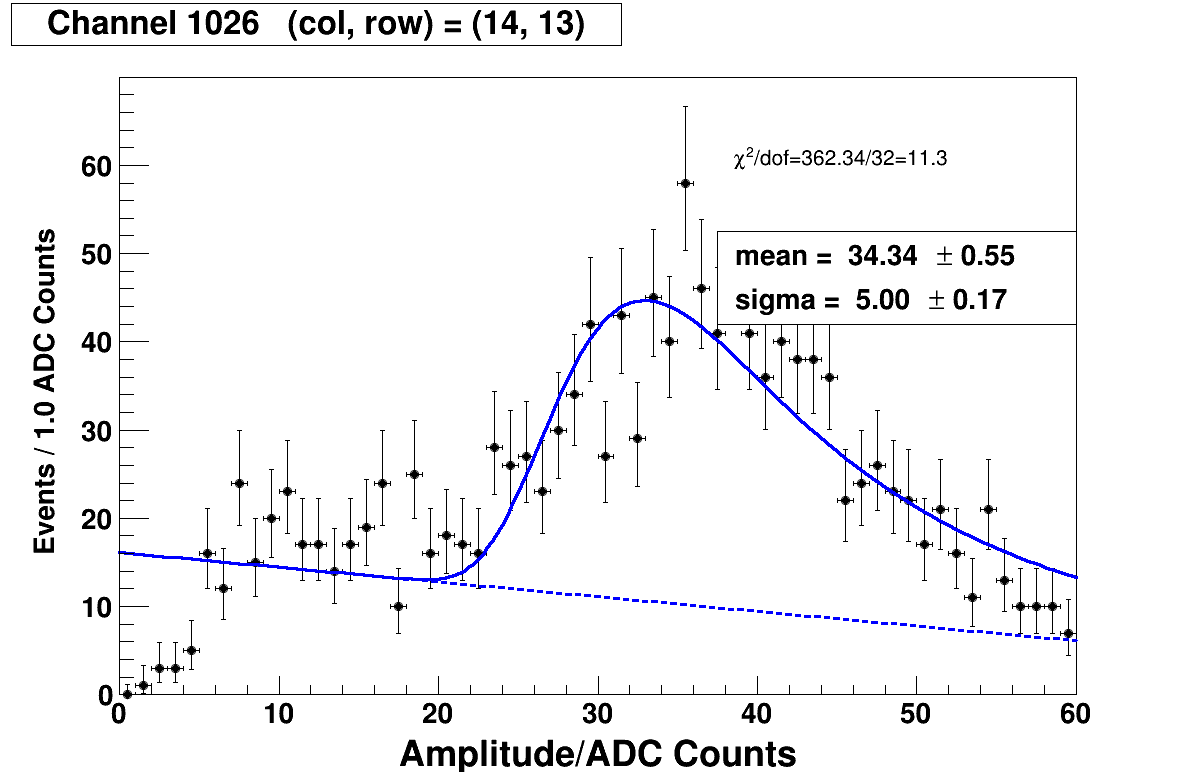 Channel 1026 (col, row) = (14, 13)
χ²/dof=362.34/32=11.3
mean = 34.34 ± 0.55
sigma = 5.00 ± 0.17
Events / 1.0 ADC Counts
60
50
40
30
20
10
0
0 10 20 30 40 50 60
Amplitude/ADC Counts